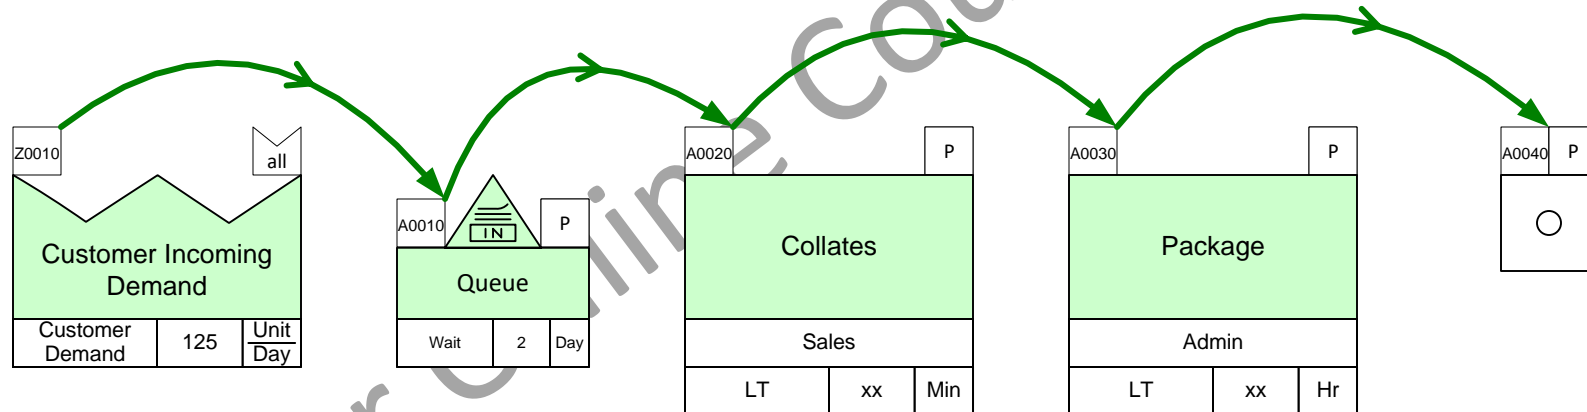 Z0010
all
Customer Incoming
Demand
Customer
Demand
125
Unit
Day
A0010
IN
P
Queue
Wait
2
Day
A0020
P
Collates
Sales
LT
xx
Min
A0030
P
Package
Admin
LT
xx
Hr
A0040
P